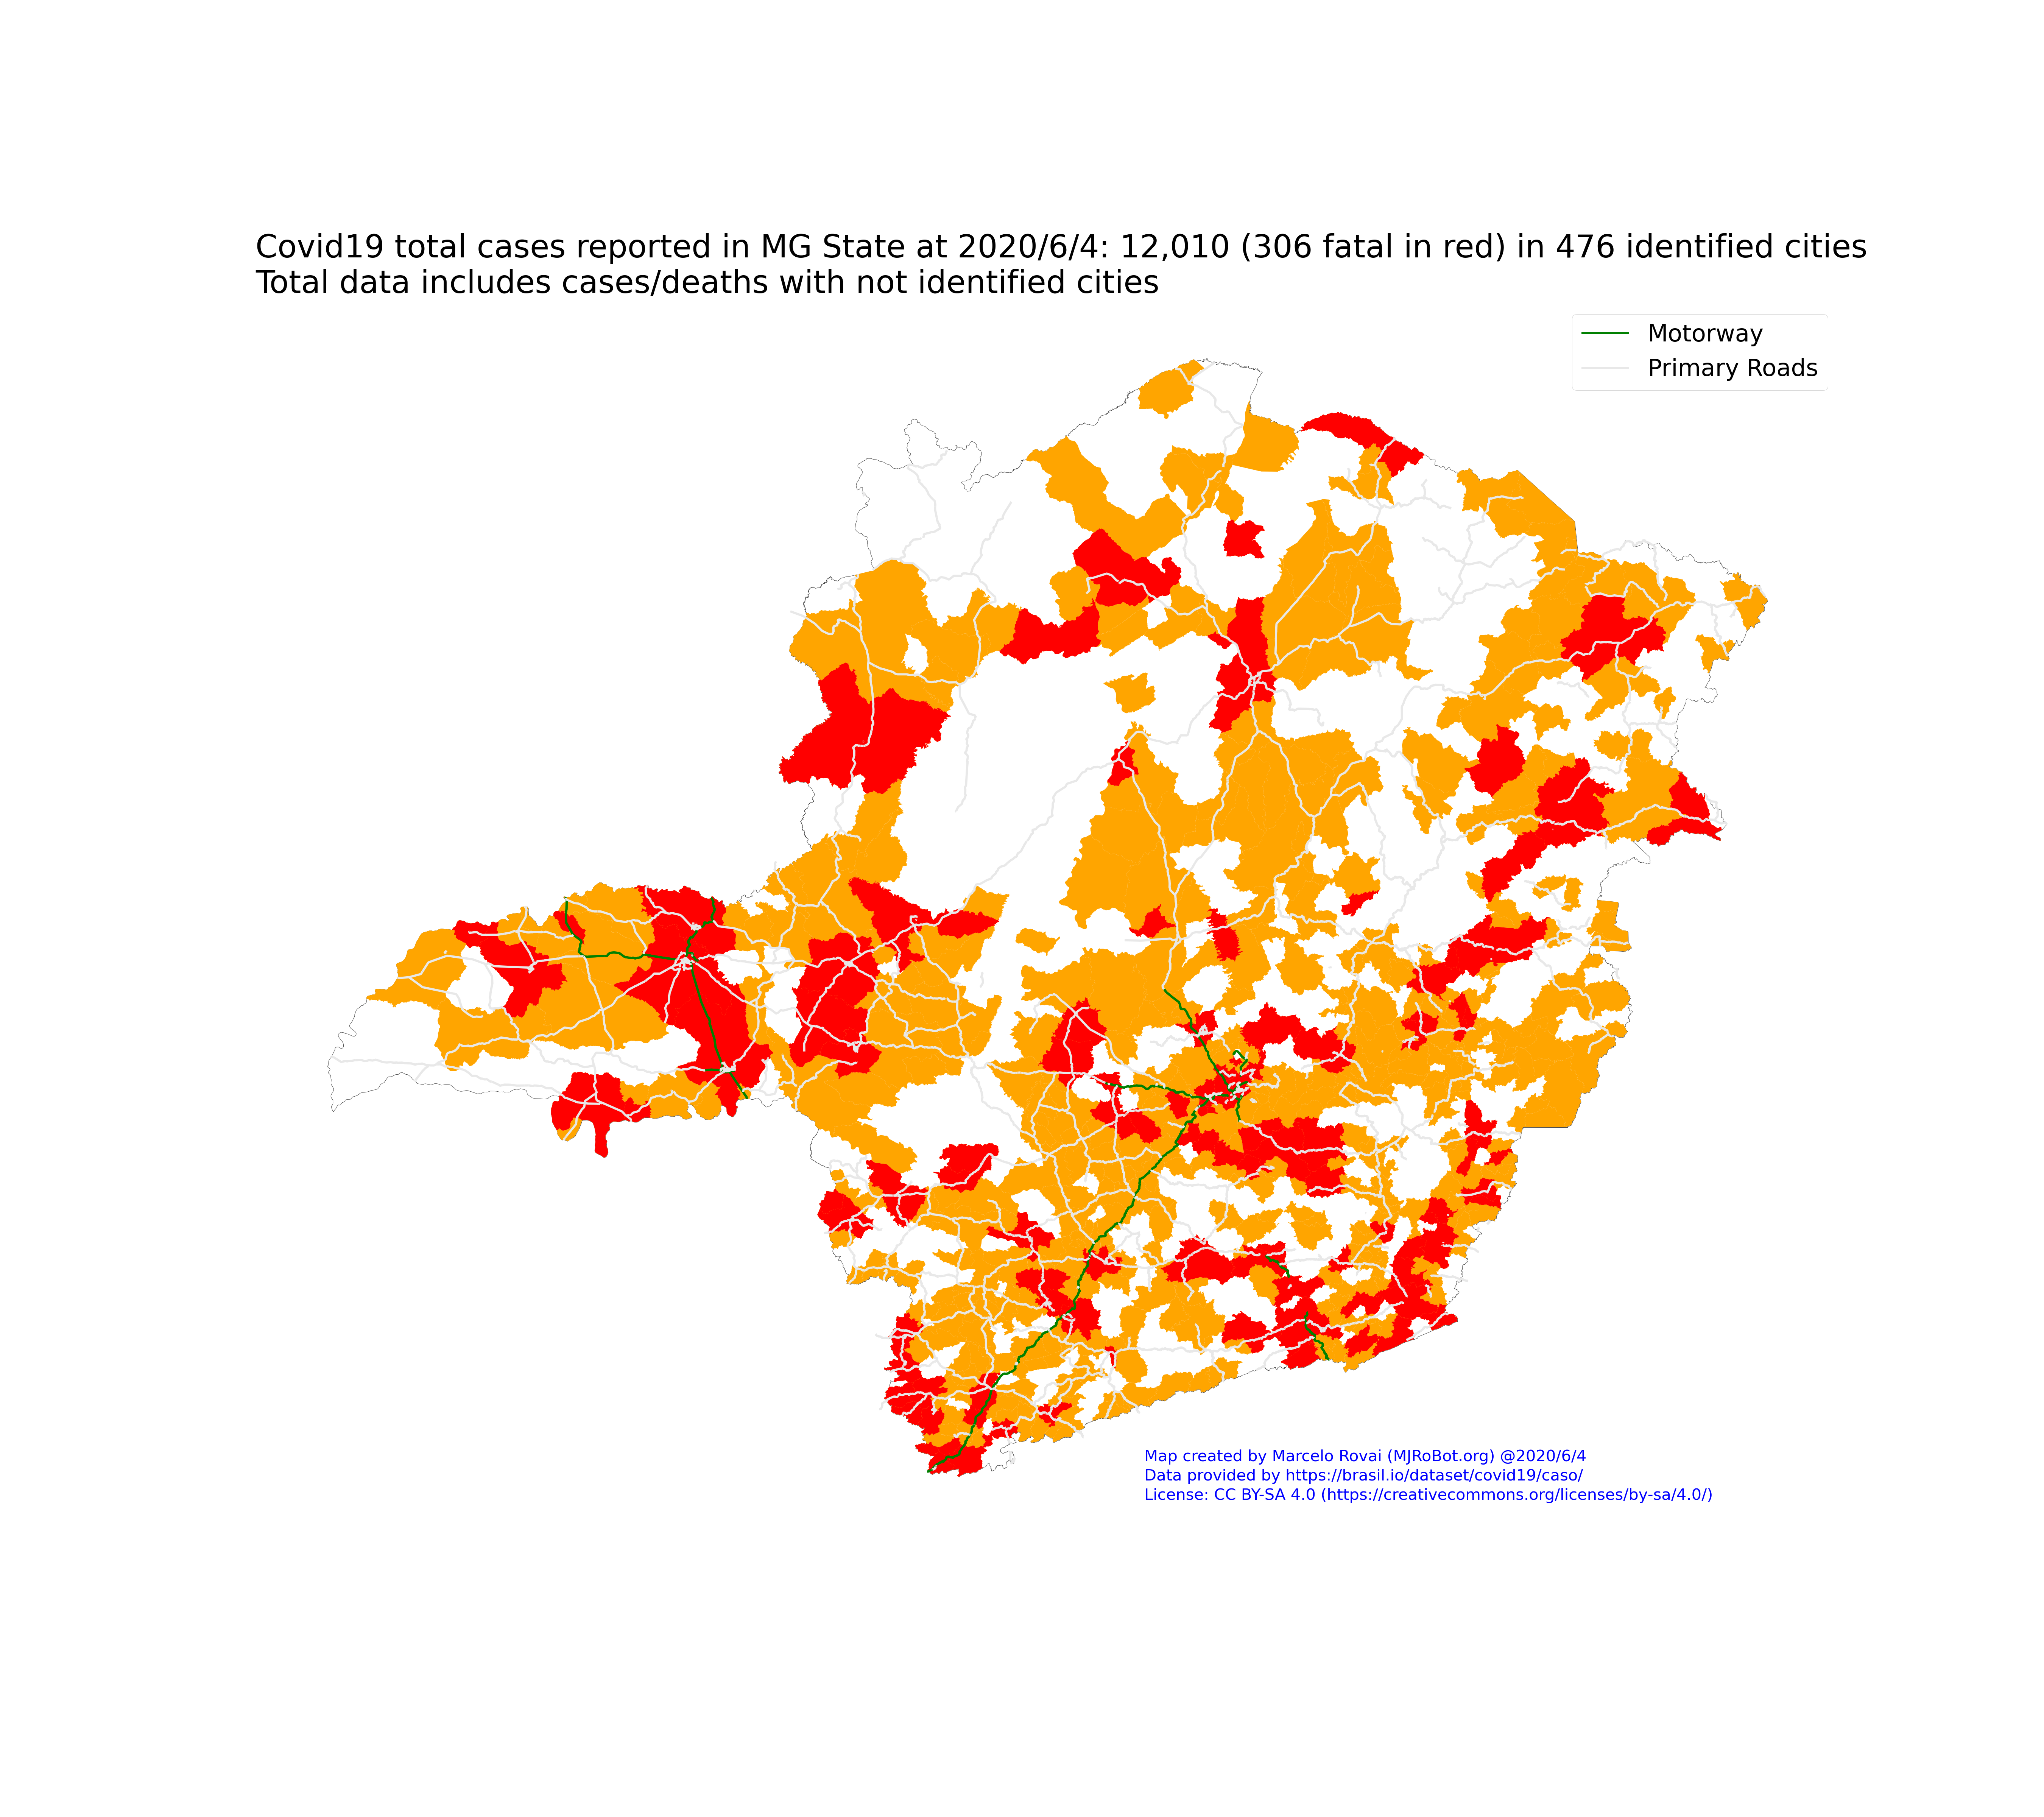 Covid19 total cases reported in MG State at 2020/6/4: 12,010 (306 fatal in red) in 476 identified cities
Total data includes cases/deaths with not identified cities
Motorway
Primary Roads
Map created by Marcelo Rovai (MJRoBot.org) @2020/6/4
Data provided by https://brasil.io/dataset/covid19/caso/
License: CC BY-SA 4.0 (https://creativecommons.org/licenses/by-sa/4.0/)